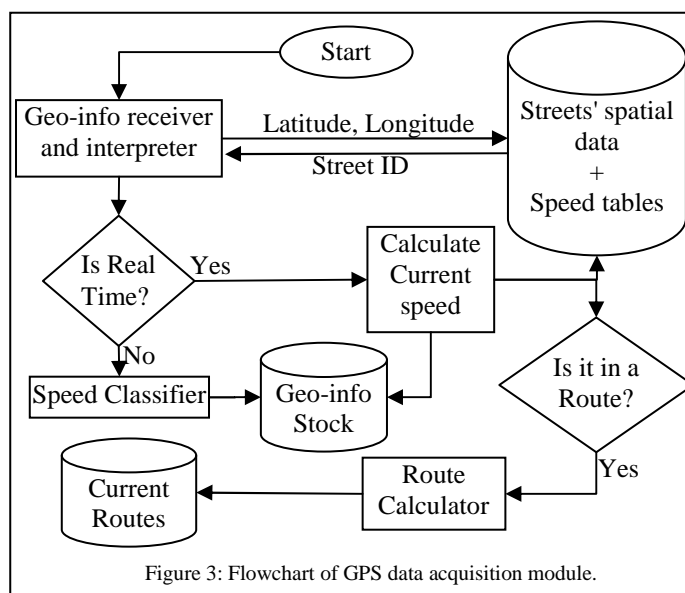 Start
Geo-info receiver
and interpreter
Latitude, Longitude
Street ID
Streets' spatial
data
+
Speed tables
Is Real
Time?
Yes
Calculate
Current
speed
No
Speed Classifier
Geo-info
Stock
Is it in a
Route?
Yes
Route
Calculator
Current
Routes
Figure 3: Flowchart of GPS data acquisition module.